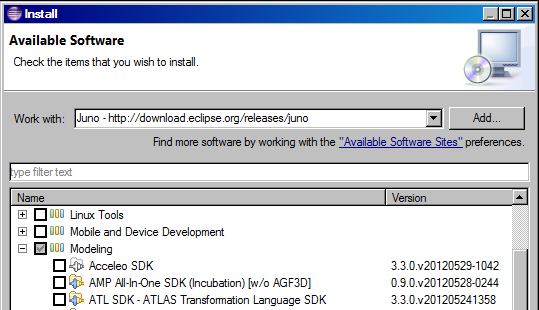 Install
Available Software
Check the items that you wish to install.
Work with: Juno - http://download.eclipse.org/releases/juno Add...
Find more software by working with the "Available Software Sites" preferences.
type filter text
Name Version
Linux Tools
Mobile and Device Development
Modeling
Acceleo SDK 3.3.0.v20120529-1042
AMP All-In-One SDK (Incubation) [w/o AGF3D] 0.9.0.v20120528-0244
ATL SDK - ATLAS Transformation Language SDK 3.3.0.v201205241358